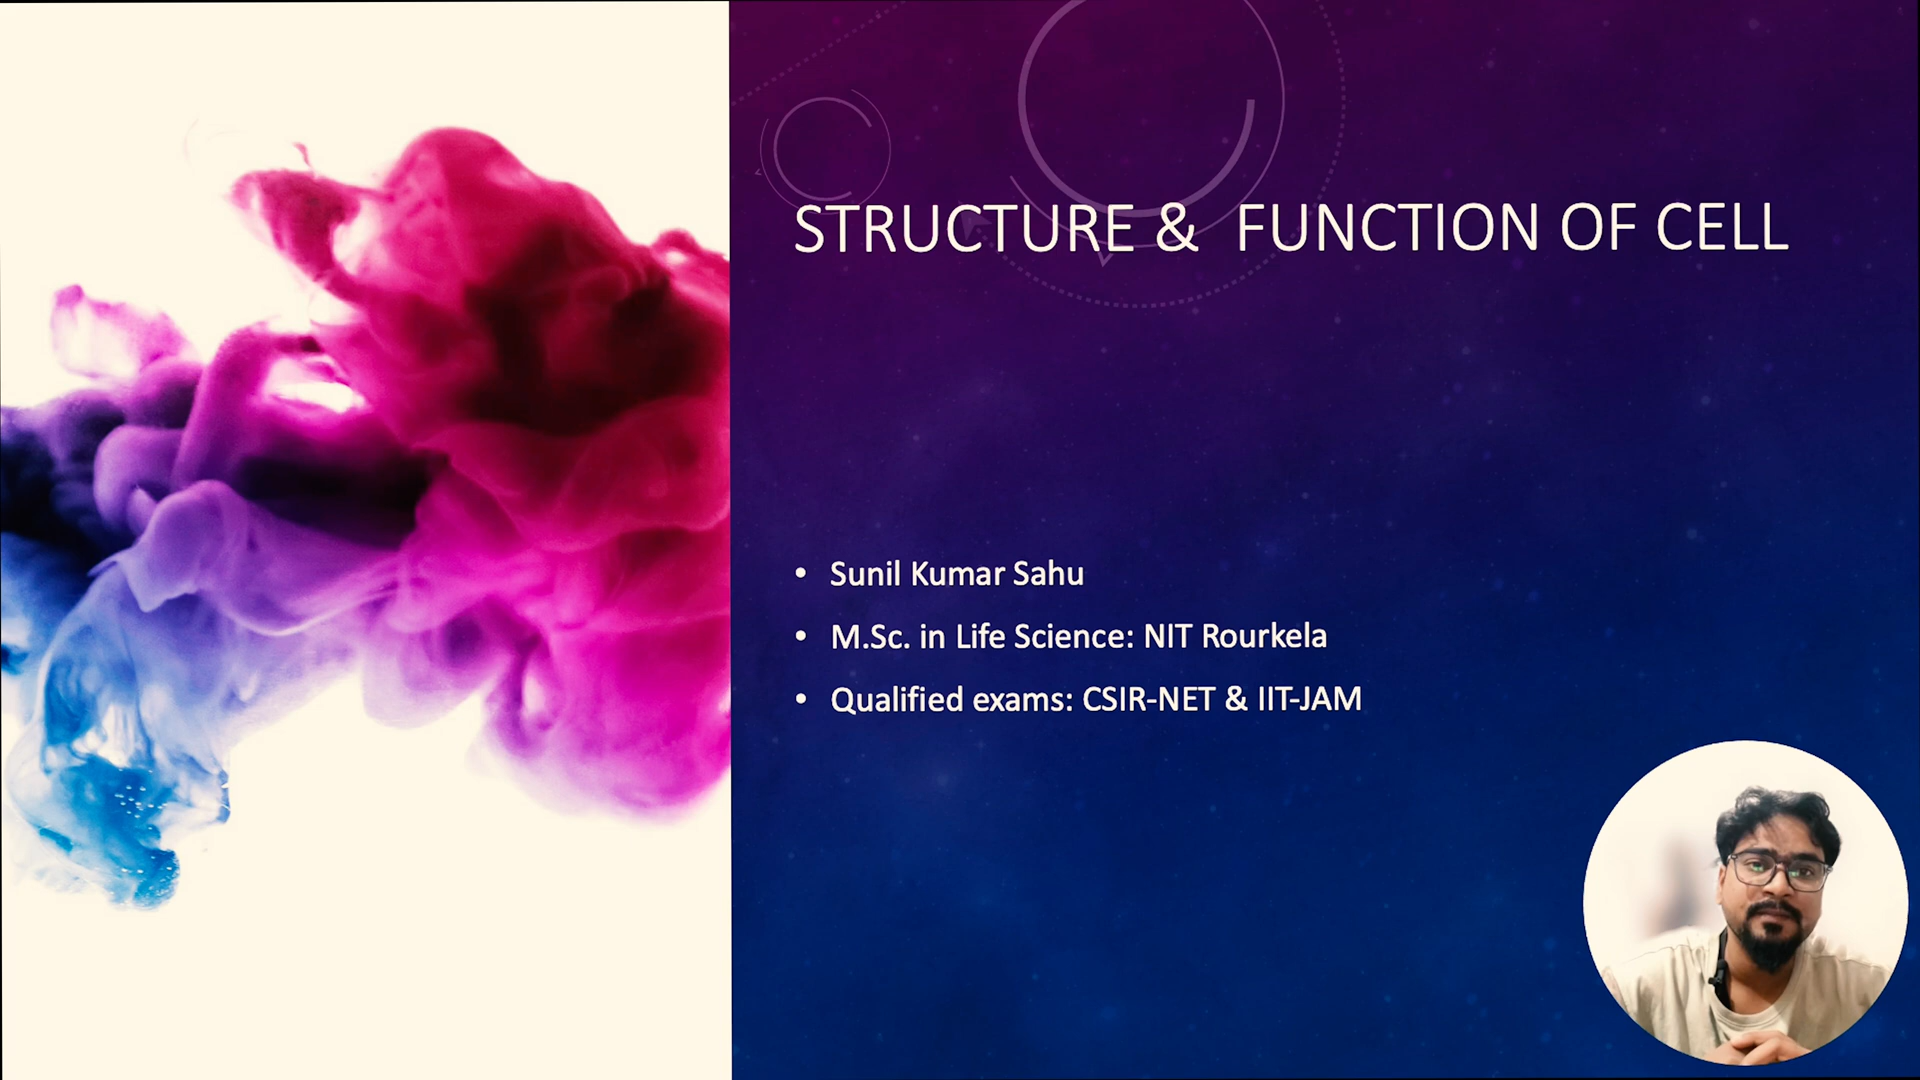 STRUCTURE & FUNCTION OF CELL
• Sunil Kumar Sahu
• M.Sc. in Life Science: NIT Rourkela
• Qualified exams: CSIR-NET & IIT-JAM